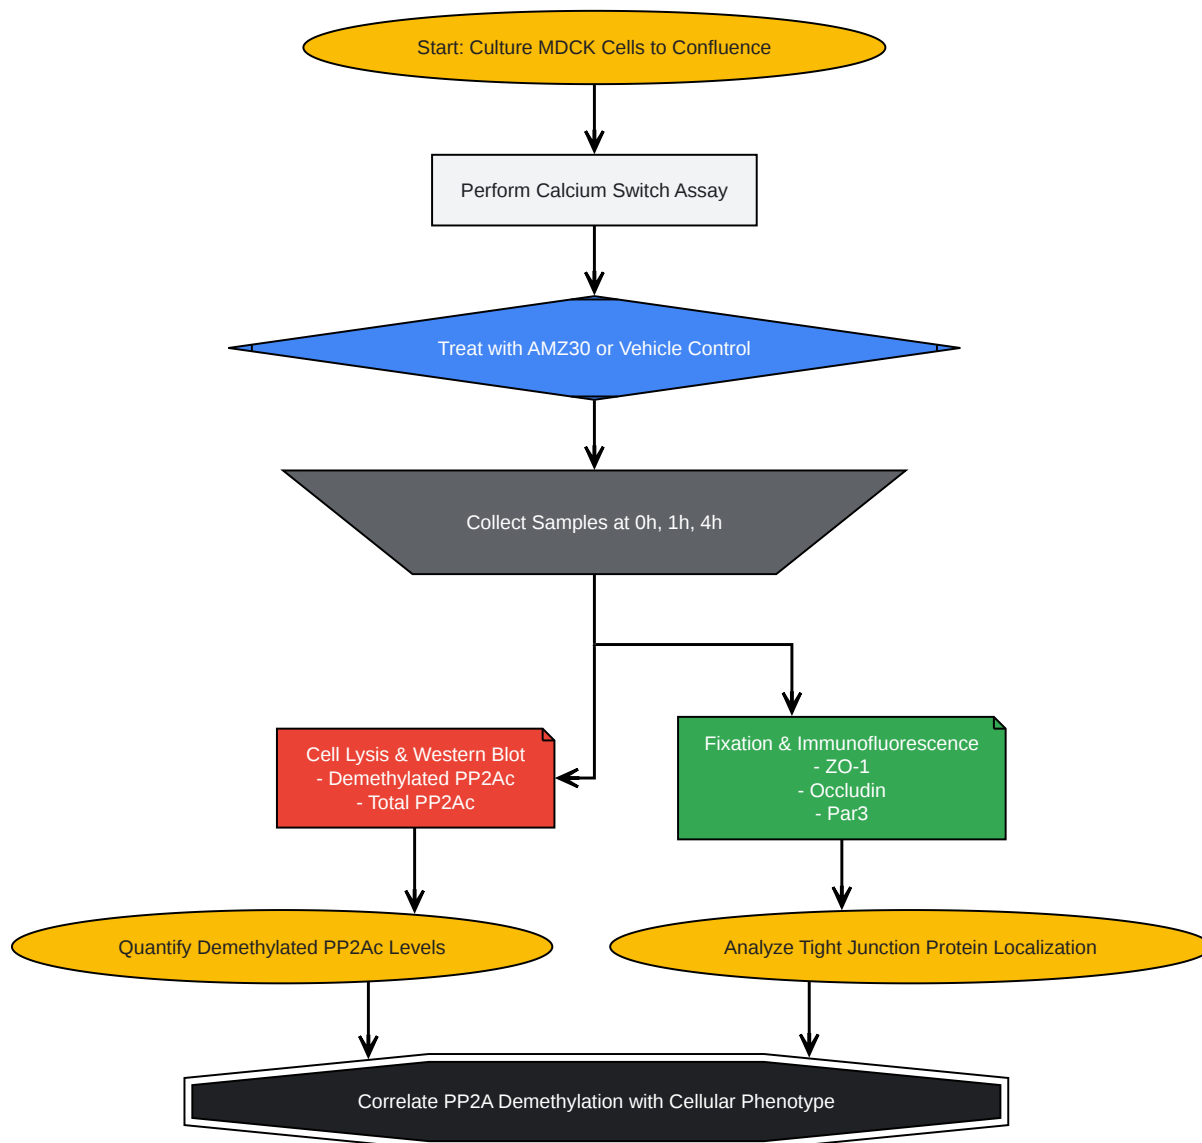 Start: Culture MDCK Cells to Confluence
Perform Calcium Switch Assay
Treat with AMZ30 or Vehicle Control
Collect Samples at 0h, 1h, 4h
Cell Lysis & Western Blot
- Demethylated PP2Ac
- Total PP2Ac
Fixation & Immunofluorescence
- ZO-1
- Occludin
- Par3
Quantify Demethylated PP2Ac Levels
Analyze Tight Junction Protein Localization
Correlate PP2A Demethylation with Cellular Phenotype